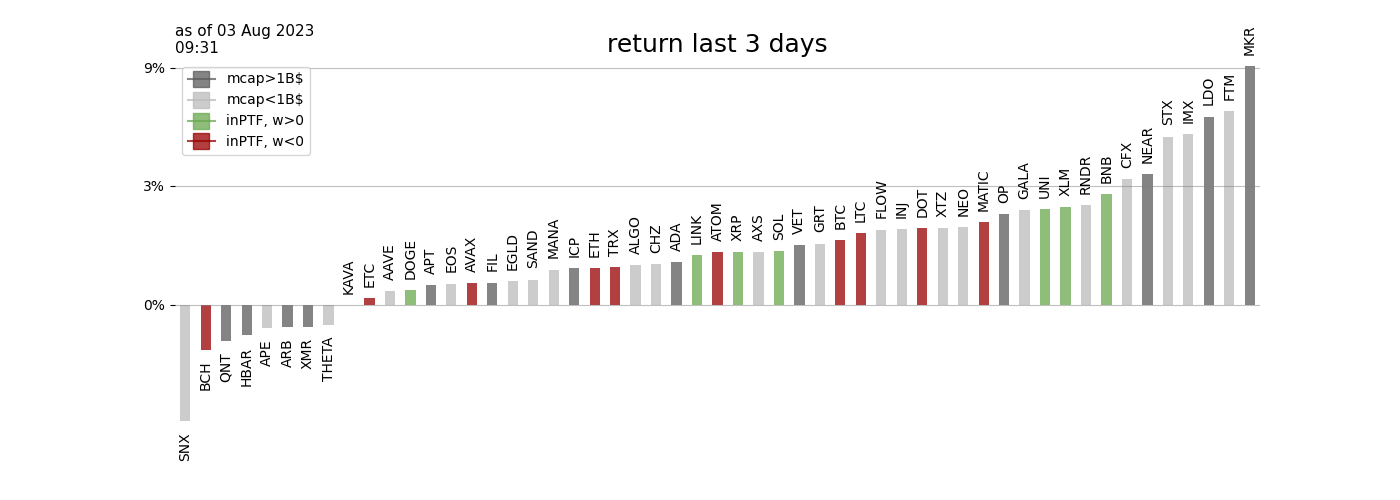 as of 03 Aug 2023
09:31
return last 3 days
9%
3%
0%
mcap>1B$
mcap<1B$
inPTF, w>0
inPTF, w<0
SNX
BCH
QNT
HBAR
APE
ARB
XMR
THETA
KAVA
ETC
AAVE
DOGE
APT
EOS
AVAX
FIL
EGLD
SAND
MANA
ICP
ETH
TRX
ALGO
CHZ
ADA
LINK
ATOM
XRP
AXS
SOL
VET
GRT
BTC
LTC
FLOW
INJ
DOT
XTZ
NEO
MATIC
OP
GALA
UNI
XLM
RNDR
BNB
CFX
NEAR
STX
IMX
LDO
FTM
MKR